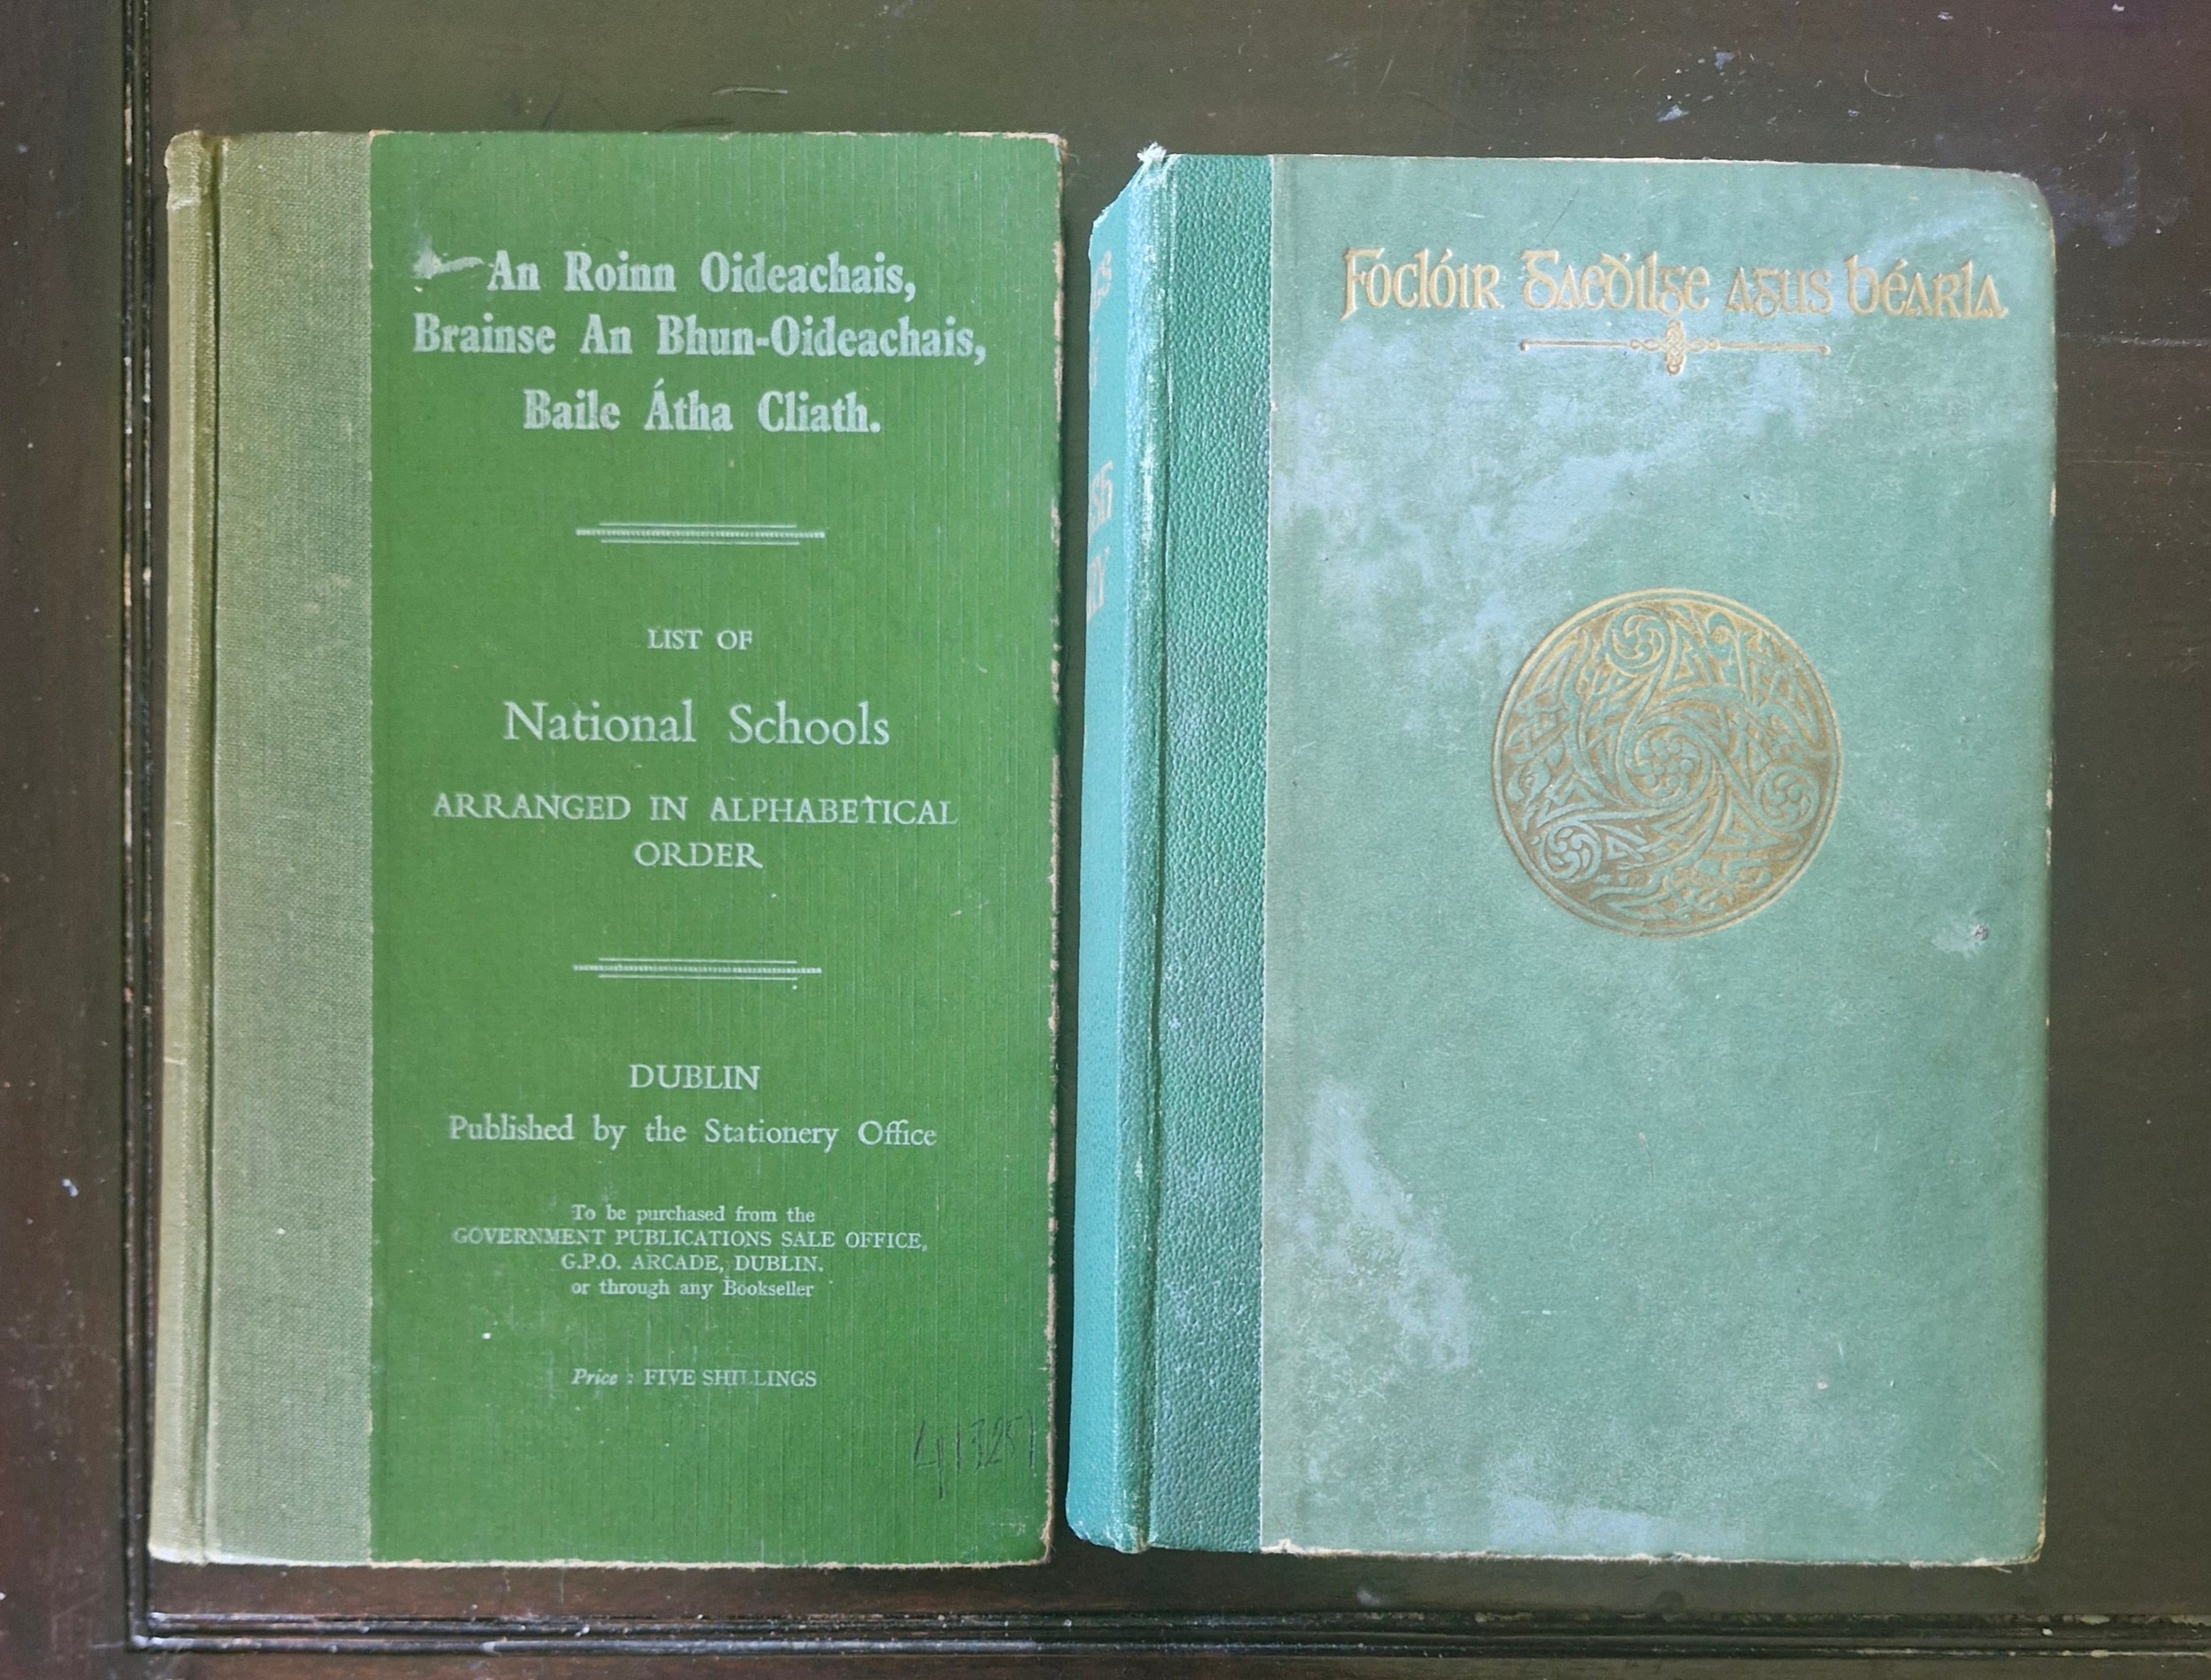 An Roinn Oideachais,
Brainse An Bhun-Oideachais,
Baile Átha Cliath.
LIST OF
National Schools
ARRANGED IN ALPHABETICAL
ORDER
DUBLIN
Published by the Stationery Office
To be purchased from the
GOVERNMENT PUBLICATIONS SALE OFFICE,
G.P.O. ARCADE, DUBLIN.
or through any Bookseller
Price : FIVE SHILLINGS
Foclóir Gaeḋilge agus Béarla